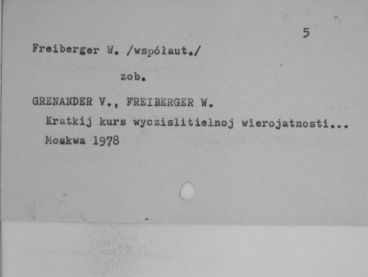 5
Freiberger W. /współaut./
zob.
GRENANDER V., FREIBERGER W.
Kratkij kurs wyczislitielnoj wierojatnosti...
Moskwa 1978